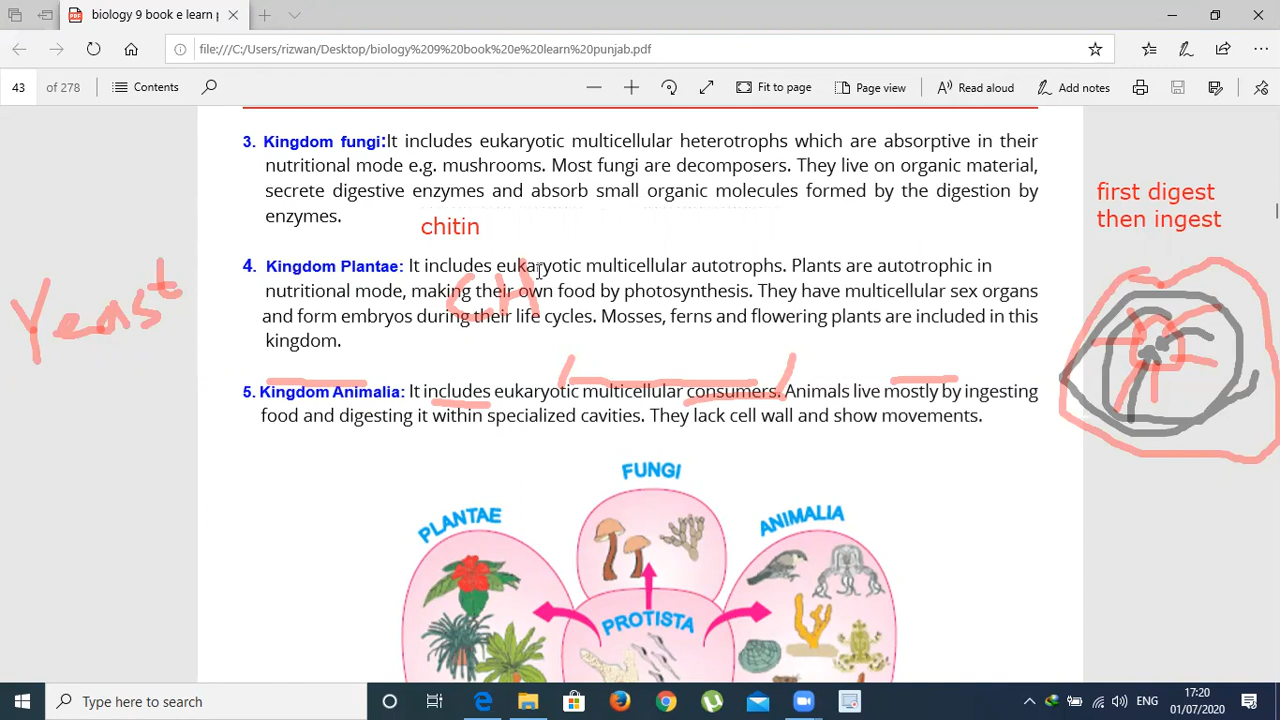 biology 9 book e learn p
file:///C:/Users/rizwan/Desktop/biology%209%20book%20e%20learn%20punjab.pdf
43 of 278 Contents Fit to page Page view Read aloud Add notes
3. Kingdom fungi: It includes eukaryotic multicellular heterotrophs which are absorptive in their
nutritional mode e.g. mushrooms. Most fungi are decomposers. They live on organic material,
secrete digestive enzymes and absorb small organic molecules formed by the digestion by
enzymes.
first digest
then ingest
chitin
4. Kingdom Plantae: It includes eukaryotic multicellular autotrophs. Plants are autotrophic in
nutritional mode, making their own food by photosynthesis. They have multicellular sex organs
and form embryos during their life cycles. Mosses, ferns and flowering plants are included in this
kingdom.
CH
Yeast
5. Kingdom Animalia: It includes eukaryotic multicellular consumers. Animals live mostly by ingesting
food and digesting it within specialized cavities. They lack cell wall and show movements.
FUNGI
PLANTAE
ANIMALIA
PROTISTA
Type here to search
ENG
17:20
01/07/2020